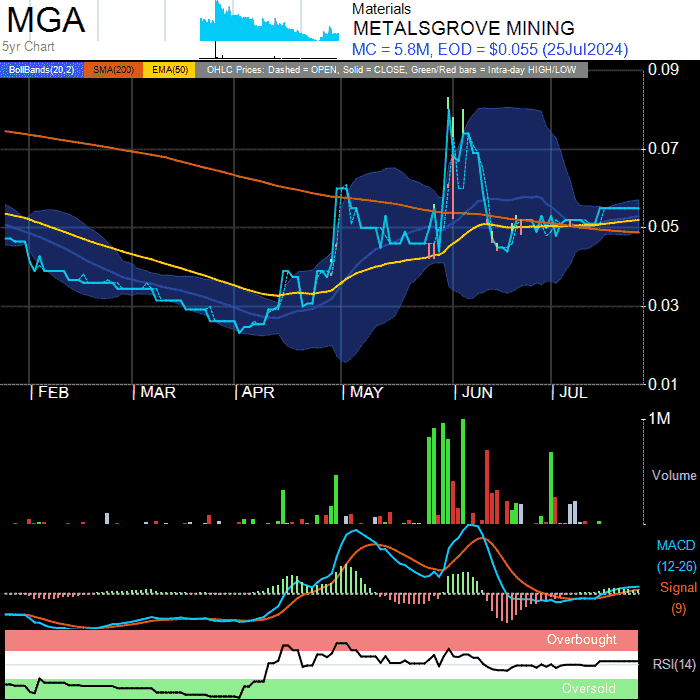 MGA
5yr Chart
Materials
METALSGROVE MINING
MC = 5.8M, EOD = $0.055 (25Jul2024)
BollBands(20,2) SMA(200) EMA(50) OHLC Prices: Dashed = OPEN, Solid = CLOSE, Green/Red bars = Intra-day HIGH/LOW
0.09
0.07
0.05
0.03
0.01
FEB MAR APR MAY JUN JUL
1M
Volume
MACD
(12-26)
Signal
(9)
Overbought
RSI(14)
Oversold